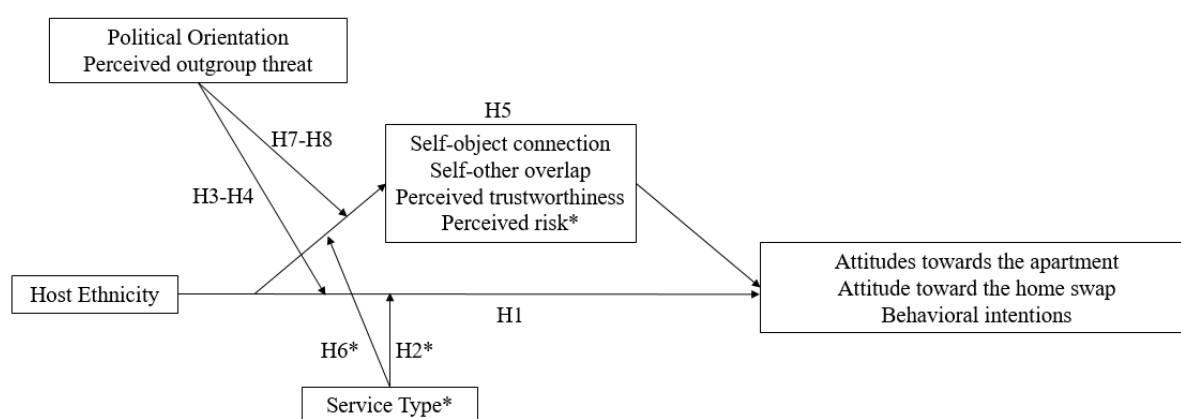 Political Orientation
Perceived outgroup threat
H5
H7-H8
Self-object connection
Self-other overlap
Perceived trustworthiness
Perceived risk*
H3-H4
Host Ethnicity
H1
Attitudes towards the apartment
Attitude toward the home swap
Behavioral intentions
H6*
H2*
Service Type*